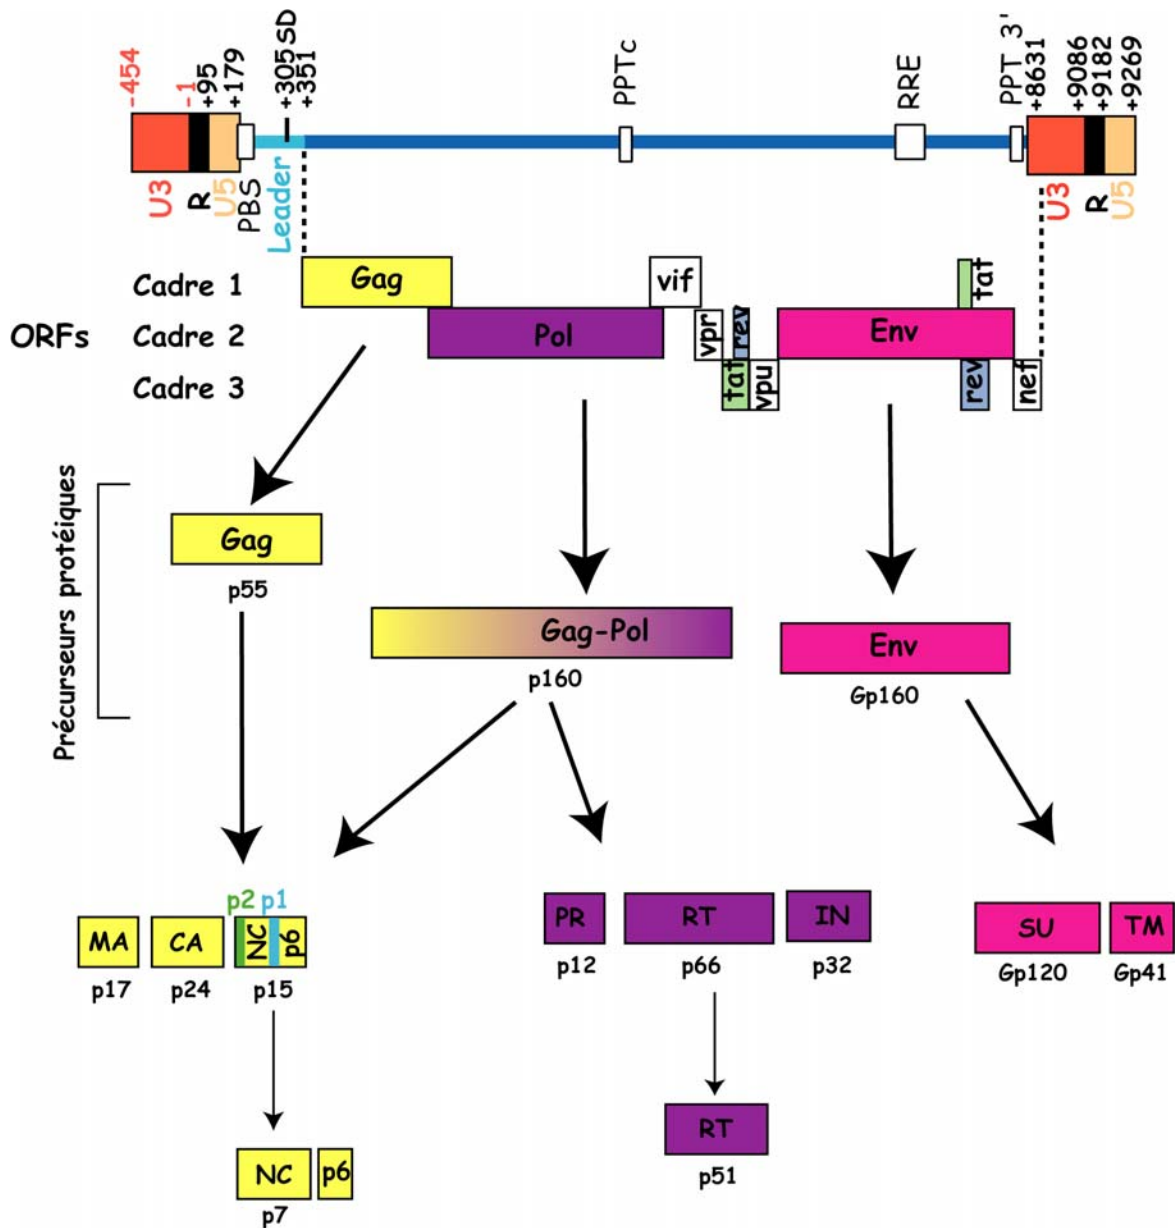 -454
-1
+95
+179
+305 SD
+351
PPTc
RRE
PPT 3'
+8631
+9086
+9182
+9269
U3
R
U5
PBS
Leader
U3
R
U5
ORFs
Cadre 1
Gag
vif
tat
Cadre 2
Pol
vpr
rev
Env
Cadre 3
tat
vpu
rev
nef
Précurseurs protéiques
Gag
p55
Gag-Pol
p160
Env
Gp160
p2 p1
MA
CA
NC
p6
p17
p24
p15
PR
RT
IN
p12
p66
p32
SU
TM
Gp120
Gp41
NC
p6
p7
RT
p51